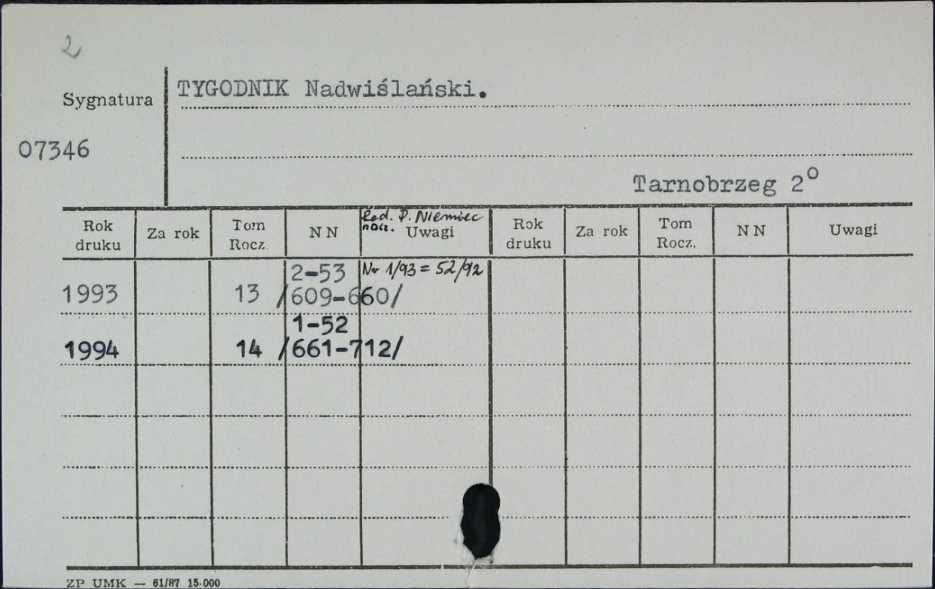 2
TYGODNIK Nadwiślański.
Sygnatura
07346
Tarnobrzeg 2°
Rok druku Za rok Tom Rocz. NN Red. P. Niemiec nacz. Uwagi Rok druku Za rok Tom Rocz. NN Uwagi
2-53 Nr 1/93 = 52/92
1993 13 /609-660/
1-52
1994 14 /661-712/
ZP UMK — 61/87 15.000